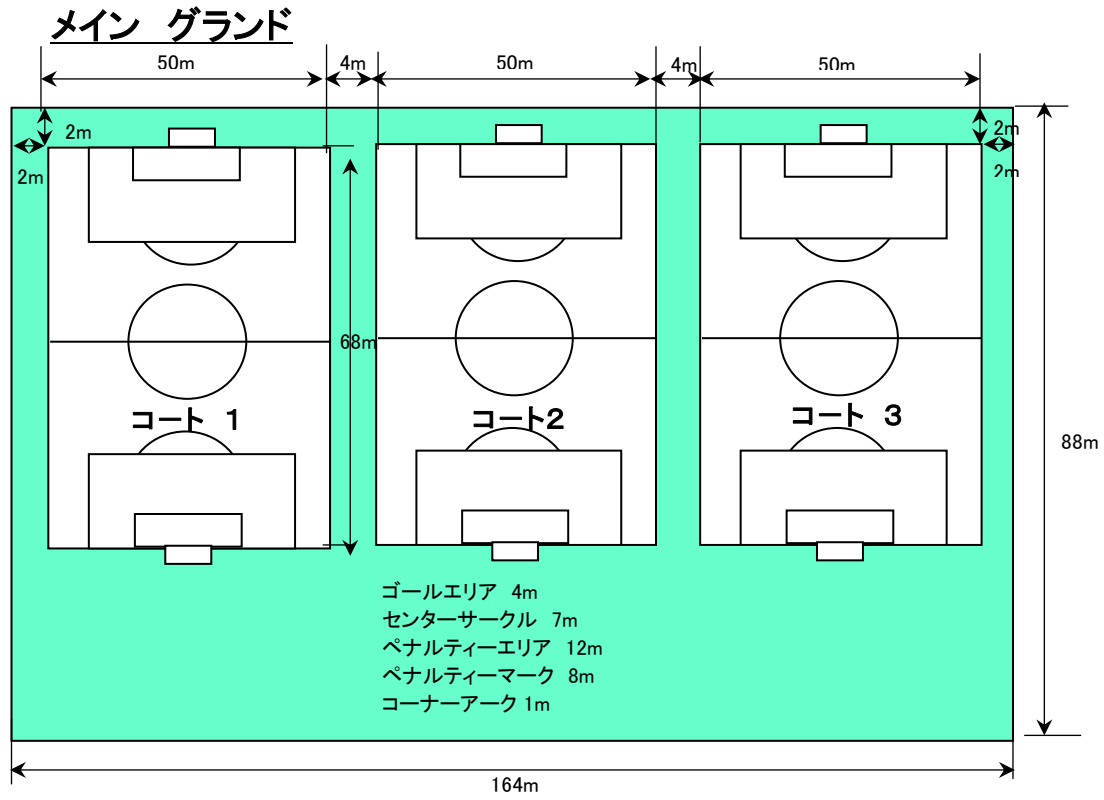 メイン　グランド
50m
4m
50m
4m
50m
2m
2m
2m
2m
68m
コート　1
コート2
コート　3
88m
ゴールエリア　4m
センターサークル　7m
ペナルティーエリア　12m
ペナルティーマーク　8m
コーナーアーク 1m
164m